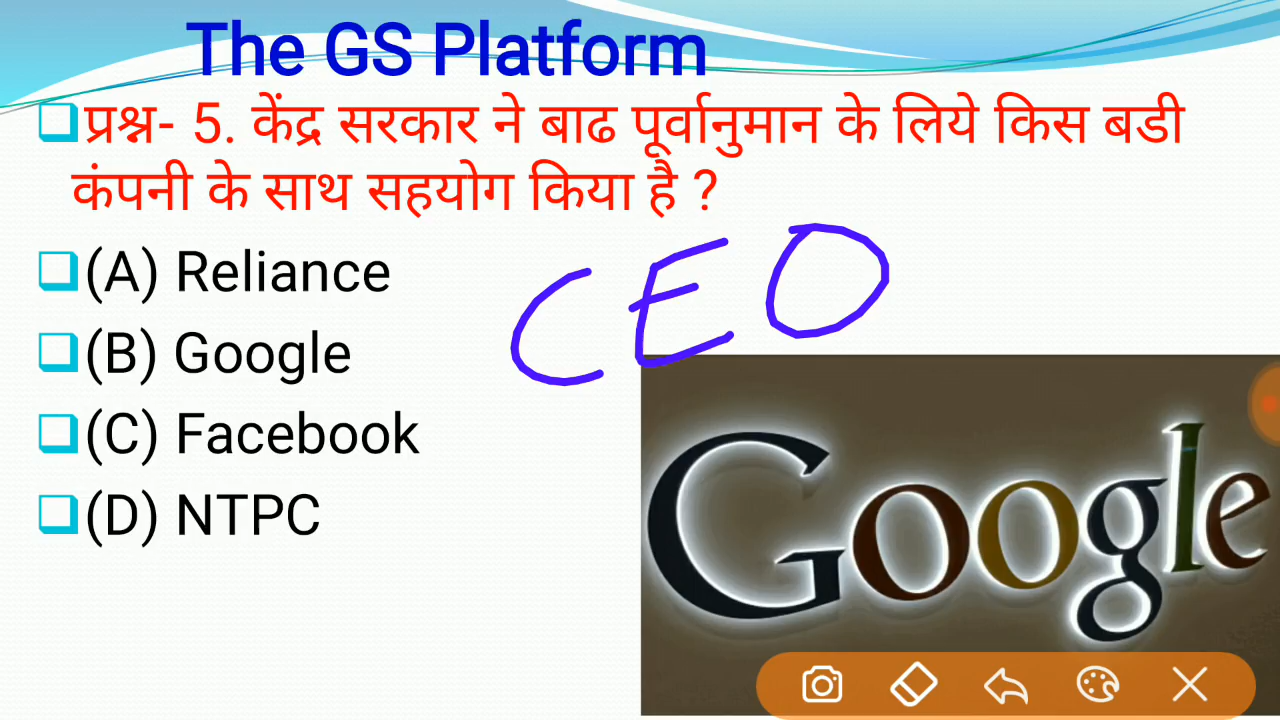 The GS Platform
प्रश्न- 5. केंद्र सरकार ने बाढ पूर्वानुमान के लिये किस बडी
कंपनी के साथ सहयोग किया है ?
(A) Reliance
(B) Google
(C) Facebook
(D) NTPC
CEO
Google